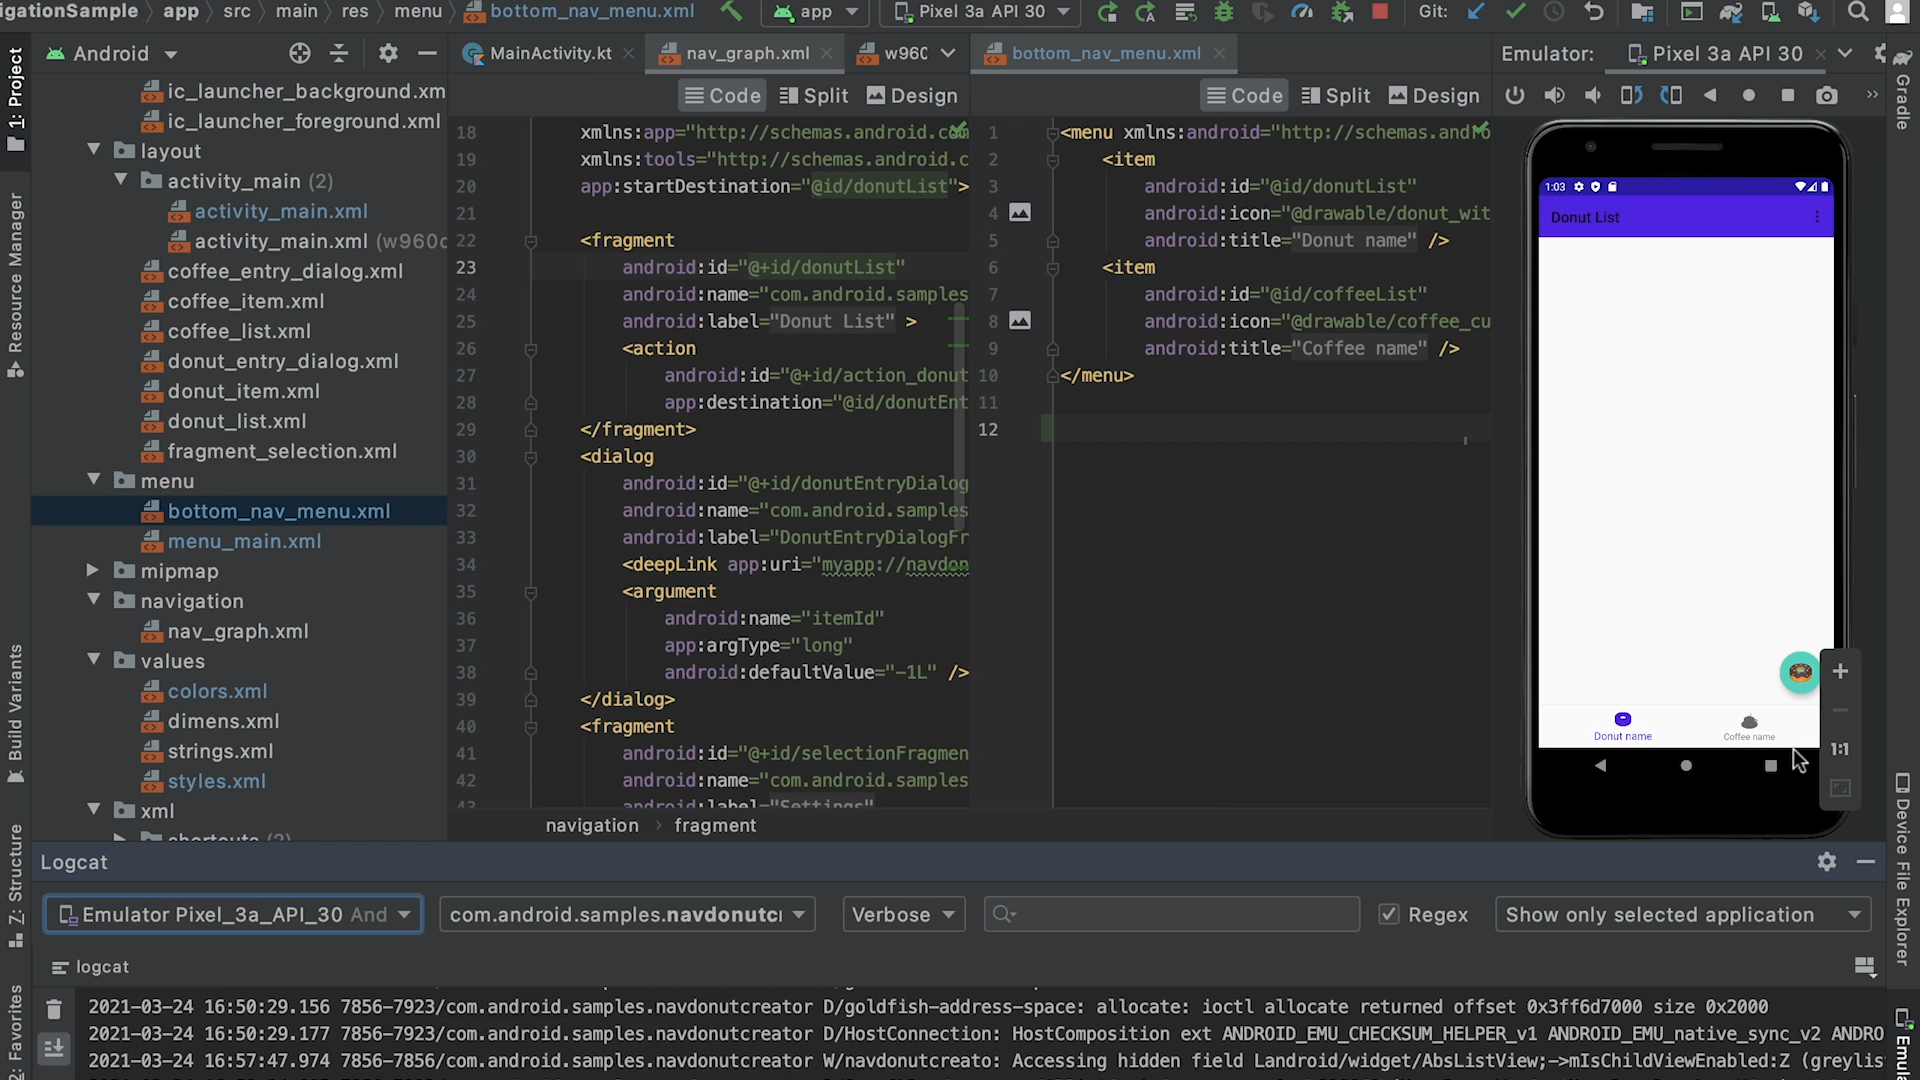 igationSample › app › src › main › res › menu › bottom_nav_menu.xml
app
Pixel 3a API 30
Git:
1: Project
Resource Manager
Build Variants
Z: Structure
2: Favorites
Android
ic_launcher_background.xm
ic_launcher_foreground.xml
layout
activity_main (2)
activity_main.xml
activity_main.xml (w960d
coffee_entry_dialog.xml
coffee_item.xml
coffee_list.xml
donut_entry_dialog.xml
donut_item.xml
donut_list.xml
fragment_selection.xml
menu
bottom_nav_menu.xml
menu_main.xml
mipmap
navigation
nav_graph.xml
values
colors.xml
dimens.xml
strings.xml
styles.xml
xml
shortcuts (2)
MainActivity.kt
nav_graph.xml
w960
bottom_nav_menu.xml
Code Split Design
18 xmlns:app="http://schemas.android.com
19 xmlns:tools="http://schemas.android.c
20 app:startDestination="@id/donutList">
21
22 <fragment
23 android:id="@+id/donutList"
24 android:name="com.android.samples
25 android:label="Donut List" >
26 <action
27 android:id="@+id/action_donut
28 app:destination="@id/donutEnt
29 </fragment>
30 <dialog
31 android:id="@+id/donutEntryDialog
32 android:name="com.android.samples
33 android:label="DonutEntryDialogFr
34 <deepLink app:uri="myapp://navdon
35 <argument
36 android:name="itemId"
37 app:argType="long"
38 android:defaultValue="-1L" />
39 </dialog>
40 <fragment
41 android:id="@+id/selectionFragmen
42 android:name="com.android.samples
43 android:label="Settings"
navigation › fragment
Code Split Design
1 <menu xmlns:android="http://schemas.andro
2 <item
3 android:id="@id/donutList"
4 android:icon="@drawable/donut_wit
5 android:title="Donut name" />
6 <item
7 android:id="@id/coffeeList"
8 android:icon="@drawable/coffee_cu
9 android:title="Coffee name" />
10 </menu>
11
12
Emulator: Pixel 3a API 30
1:03
Donut List
Donut name
Coffee name
1:1
Gradle
Device File Explorer
Emula
Logcat
Emulator Pixel_3a_API_30 And
com.android.samples.navdonutcr
Verbose
Regex
Show only selected application
logcat
2021-03-24 16:50:29.156 7856-7923/com.android.samples.navdonutcreator D/goldfish-address-space: allocate: ioctl allocate returned offset 0x3ff6d7000 size 0x2000
2021-03-24 16:50:29.177 7856-7923/com.android.samples.navdonutcreator D/HostConnection: HostComposition ext ANDROID_EMU_CHECKSUM_HELPER_v1 ANDROID_EMU_native_sync_v2 ANDRO
2021-03-24 16:57:47.974 7856-7856/com.android.samples.navdonutcreator W/navdonutcreato: Accessing hidden field Landroid/widget/AbsListView;->mIsChildViewEnabled:Z (greylis